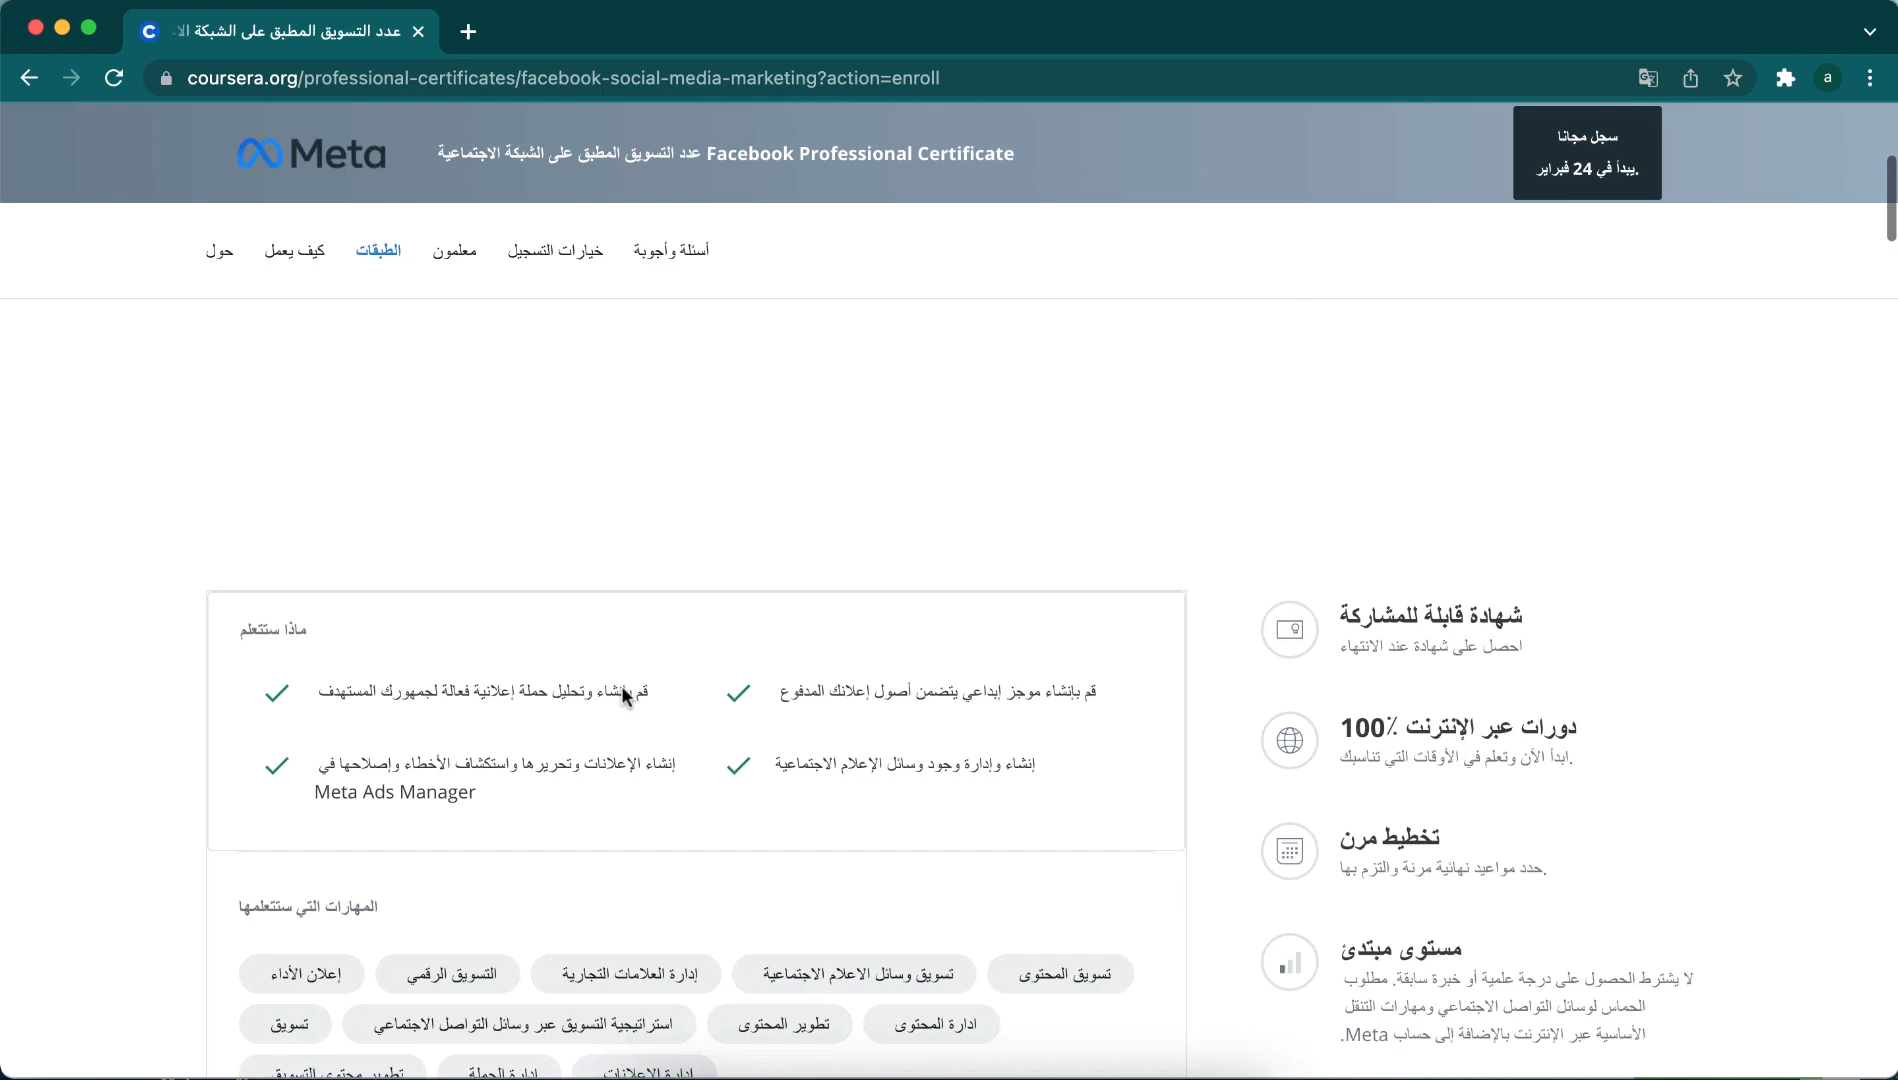 عدد التسويق المطبق على الشبكة الا
coursera.org/professional-certificates/facebook-social-media-marketing?action=enroll
a
Meta
عدد التسويق المطبق على الشبكة الاجتماعية Facebook Professional Certificate
سجل مجانا
يبدأ في 24 فبراير.
حول
كيف يعمل
الطبقات
معلمون
خيارات التسجيل
أسئلة وأجوبة
ماذا ستتعلم
قم بإنشاء وتحليل حملة إعلانية فعالة لجمهورك المستهدف
قم بإنشاء موجز إبداعي يتضمن أصول إعلانك المدفوع
إنشاء الإعلانات وتحريرها واستكشاف الأخطاء وإصلاحها في
Meta Ads Manager
إنشاء وإدارة وجود وسائل الإعلام الاجتماعية
المهارات التي ستتعلمها
إعلان الأداء
التسويق الرقمي
إدارة العلامات التجارية
تسويق وسائل الاعلام الاجتماعية
تسويق المحتوى
تسويق
استراتيجية التسويق عبر وسائل التواصل الاجتماعي
تطوير المحتوى
ادارة المحتوى
تطوير محتوى التسويق
ادارة الحملة
ادارة الاعلانات
شهادة قابلة للمشاركة
احصل على شهادة عند الانتهاء
دورات عبر الإنترنت ٪100
ابدأ الآن وتعلم في الأوقات التي تناسبك.
تخطيط مرن
حدد مواعيد نهائية مرنة والتزم بها.
مستوى مبتدئ
لا يشترط الحصول على درجة علمية أو خبرة سابقة. مطلوب
الحماس لوسائل التواصل الاجتماعي ومهارات التنقل
الأساسية عبر الإنترنت بالإضافة إلى حساب Meta.